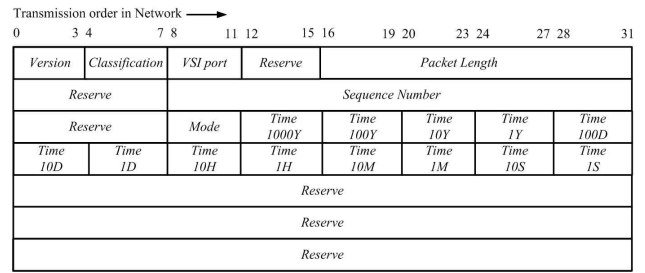 Transmission order in Network
0 3 4 7 8 11 12 15 16 19 20 23 24 27 28 31
Version Classification VSI port Reserve Packet Length
Reserve Sequence Number
Reserve Mode Time 1000Y Time 100Y Time 10Y Time 1Y Time 100D
Time 10D Time 1D Time 10H Time 1H Time 10M Time 1M Time 10S Time 1S
Reserve
Reserve
Reserve